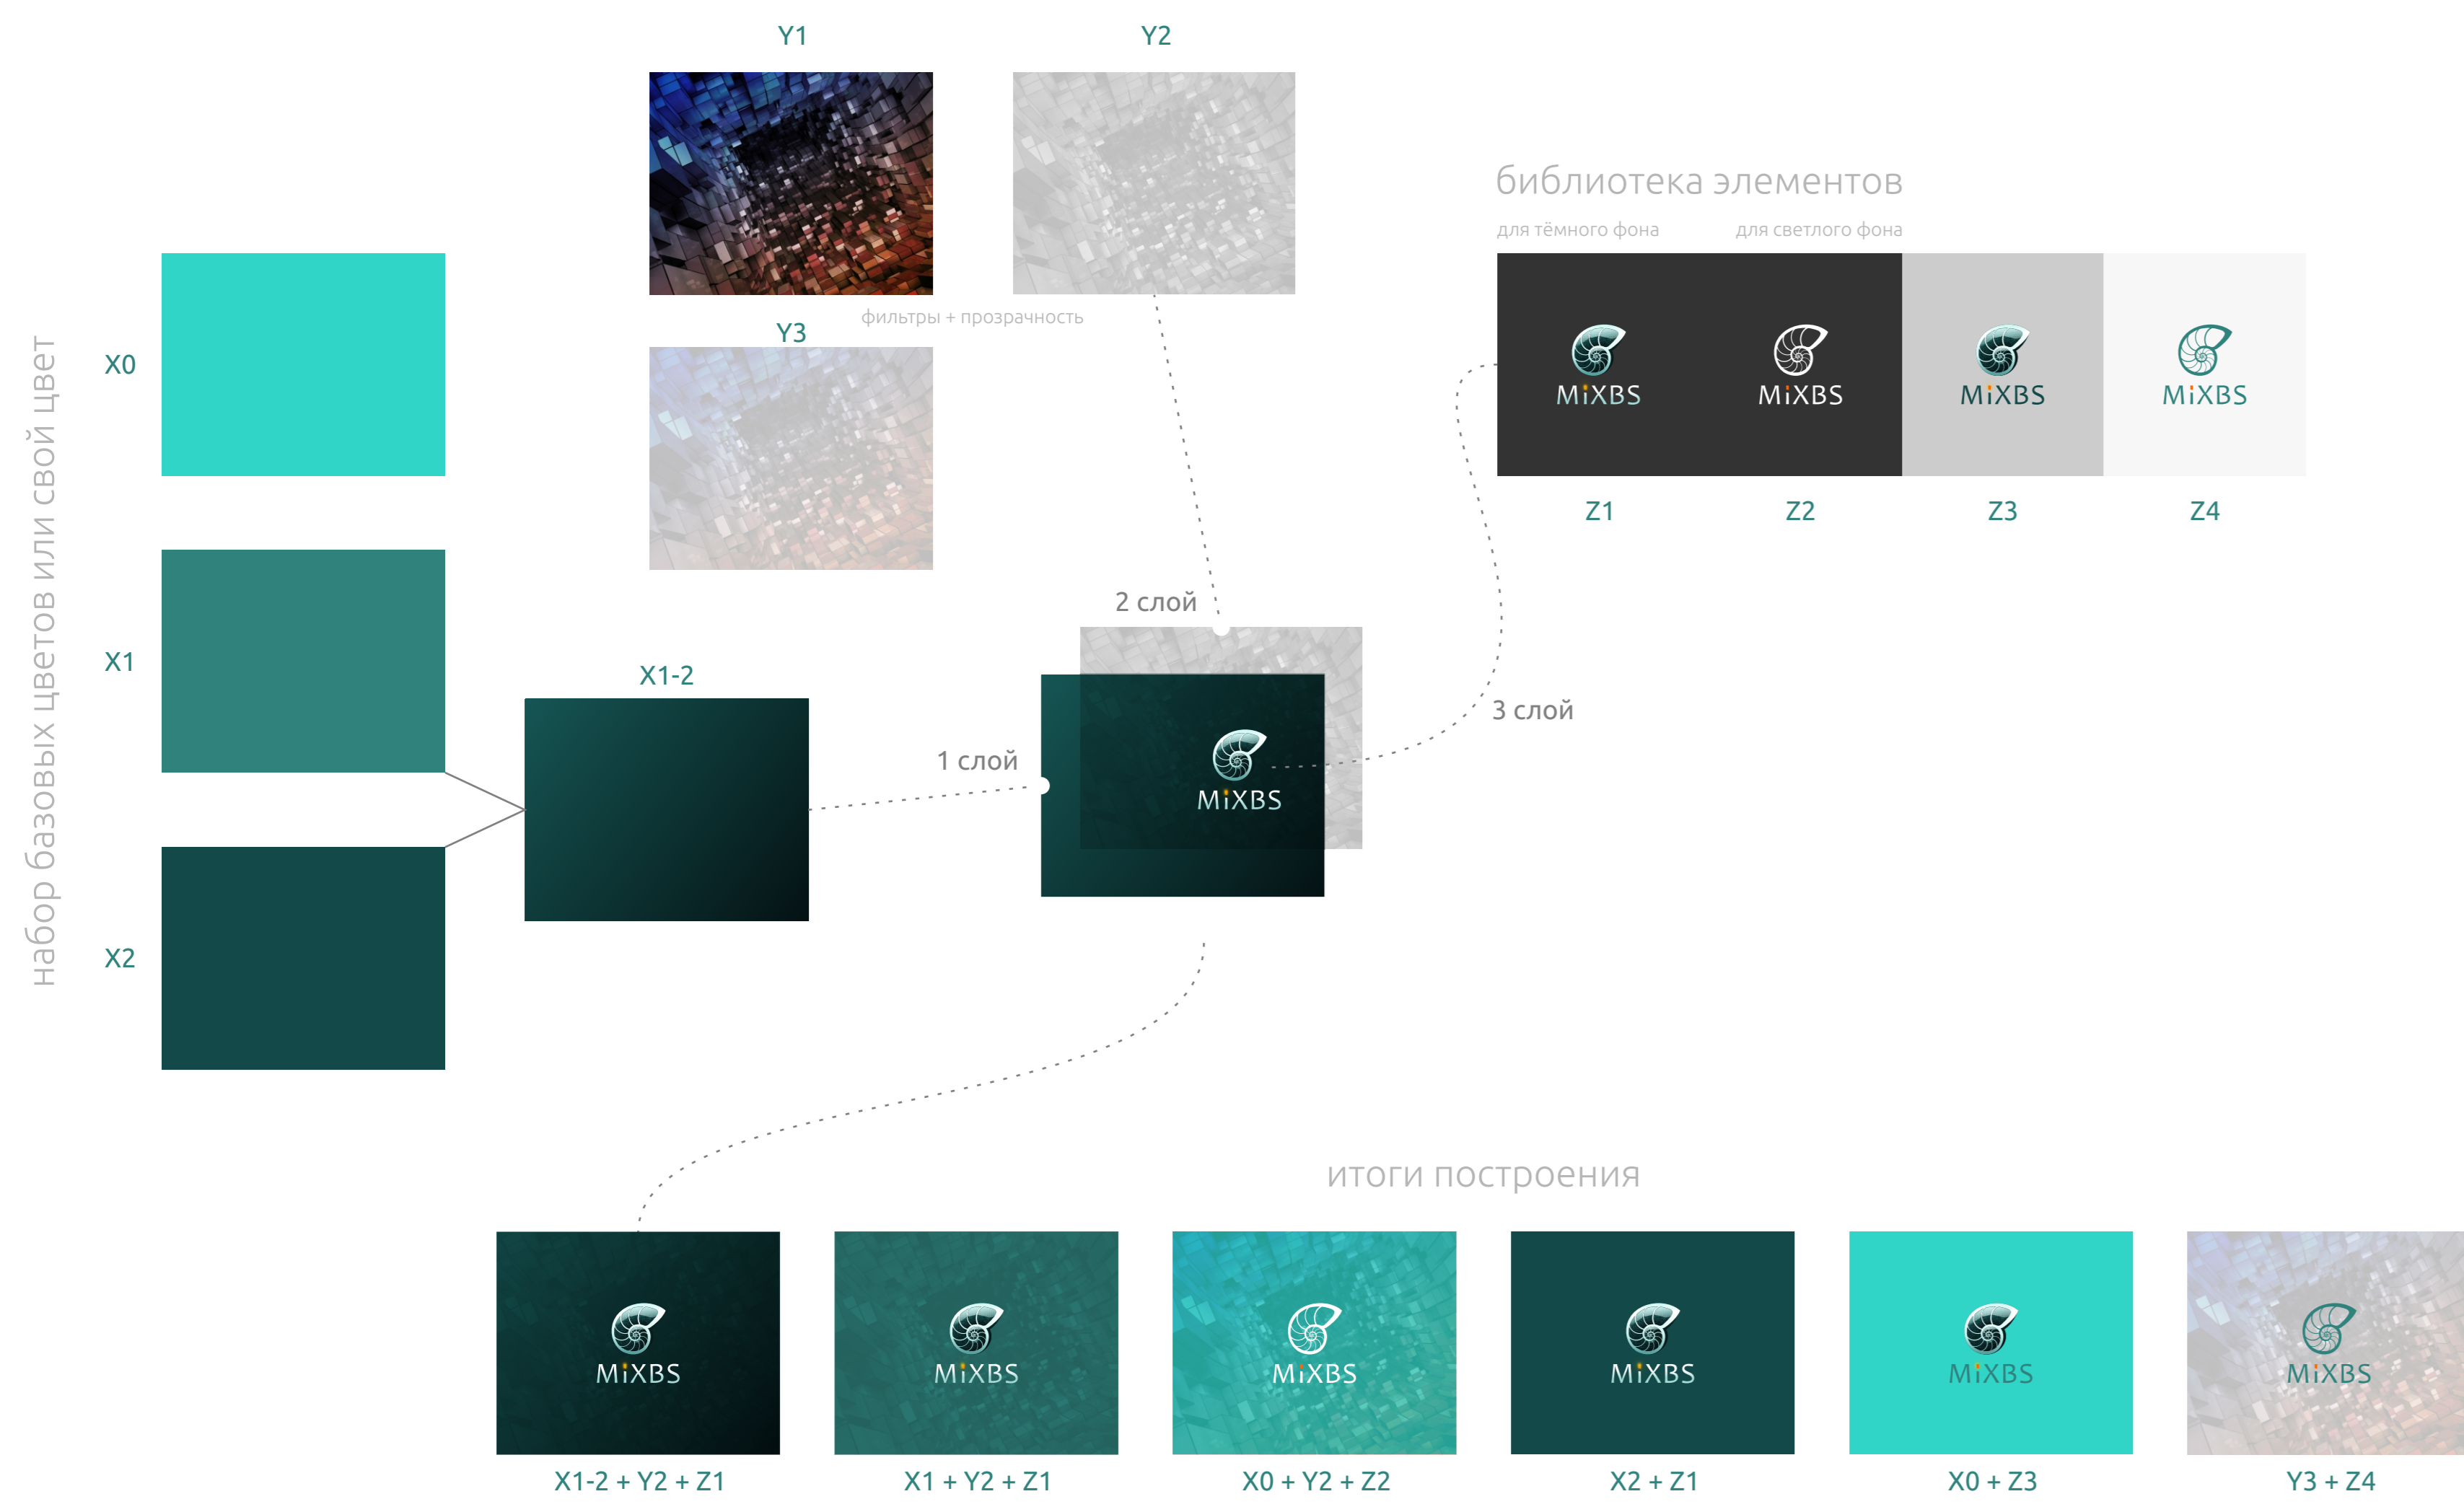 Y1
Y2
библиотека элементов
для тёмного фона
для светлого фона
фильтры + прозрачность
Y3
набор базовых цветов или свой цвет
X0
X1
X2
MiXBS
MiXBS
MiXBS
MiXBS
Z1
Z2
Z3
Z4
2 слой
X1-2
1 слой
3 слой
MiXBS
итоги построения
MiXBS
MiXBS
MiXBS
MiXBS
MiXBS
MiXBS
X1-2 + Y2 + Z1
X1 + Y2 + Z1
X0 + Y2 + Z2
X2 + Z1
X0 + Z3
Y3 + Z4